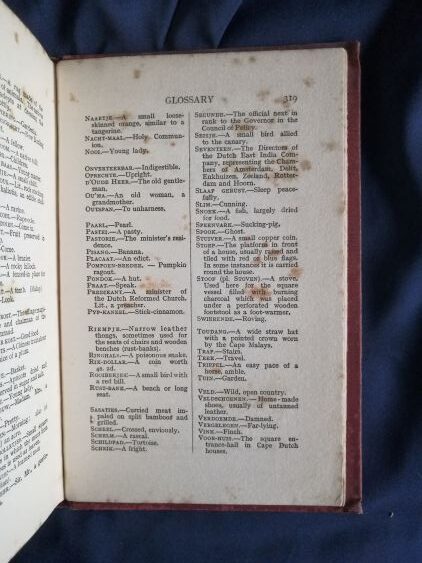 GLOSSARY 319
NAARTJE.—A small loose-
skinned orange, similar to a
tangerine.
NACHT-MAAL.—Holy Commun-
ion.
NOOI.—Young lady.
ONVERTEERBAR.—Indigestible.
OPRECHTE.—Upright.
D'OUDE HEER.—The old gentle-
man.
OU'MA.—An old woman, a
grandmother.
OUTSPAN.—To unharness.
PAARL.—Pearl.
PASTEI.—A pasty.
PASTORIE.—The minister's resi-
dence.
PISANG.—Banana.
PLACAAT.—An edict.
Pumpkin
ragout.
PONDOK.—A hut.
PRAAT.—Speak.
PREDIKANT.—A minister of
the Dutch Reformed Church.
Lit., a preacher.
PYP-KANEEL.—Stick-cinnamon.
RIEMPJE.—Narrow leather
though, sometimes used for
the seats of chairs and wooden
benches (rust-banks).
RINGHALS.—A poisonous snake.
RIX-DOLLAR.—A coin worth
4s. 2d.
ROOIBEKJEE.—A small bird with
a red bill.
RUST-BANK.—A bench or long
seat.
SASATIES.—Curried meat im-
paled on split bamboo and
grilled.
SCHEEL.—Crossed, enviously.
SCHELM.—A rascal.
SCHILDPAD.—Tortoise.
SCHRIK.—A fright.
SECUNDE.—The official next in
rank to the Governor in the
Council of Policy.
SEISJE.—A small bird allied
to the canary.
SEVENTEEN.—The Directors of
the Dutch East India Com-
pany, representing the Cham-
bers of Amsterdam, Delft,
Enkhuizen, Zeeland, Rotter-
dam and Hoorn.
SLAAP GERUST.—Sleep peace-
fully.
SLIM.—Cunning.
SNOEK.—A fish, largely dried
for food.
SPEENVARK.—Sucking-pig.
SPOOK.—Ghost.
STUIVER.—A small copper coin.
STOEP.—The platform in front
of a house, usually raised and
tiled with red or blue flags.
In some instances it is carried
round the house.
STOOF (pl. STOVEN).—A stove.
Used here for the square
vessel filled with burning
charcoal which was placed
under a perforated wooden
footstool as a foot-warmer.
SWIERENDE.—Roving.
TOUDANG.—A wide straw hat
with a pointed crown worn
by the Cape Malays.
TRAP.—Stairs.
TREK.—Travel.
TRIPPEL.—An easy pace of a
horse, amble.
TUIN.—Garden.
VELD.—Wild, open country.
VELDSCHOENEN.—Home-made
shoes, usually of untanned
leather.
VERDOEMDE.—Damned.
VERGELEGEN.—Far-lying.
VINK.—Finch.
VOOR-HUIS.—The square en-
trance-hall in Cape Dutch
houses.